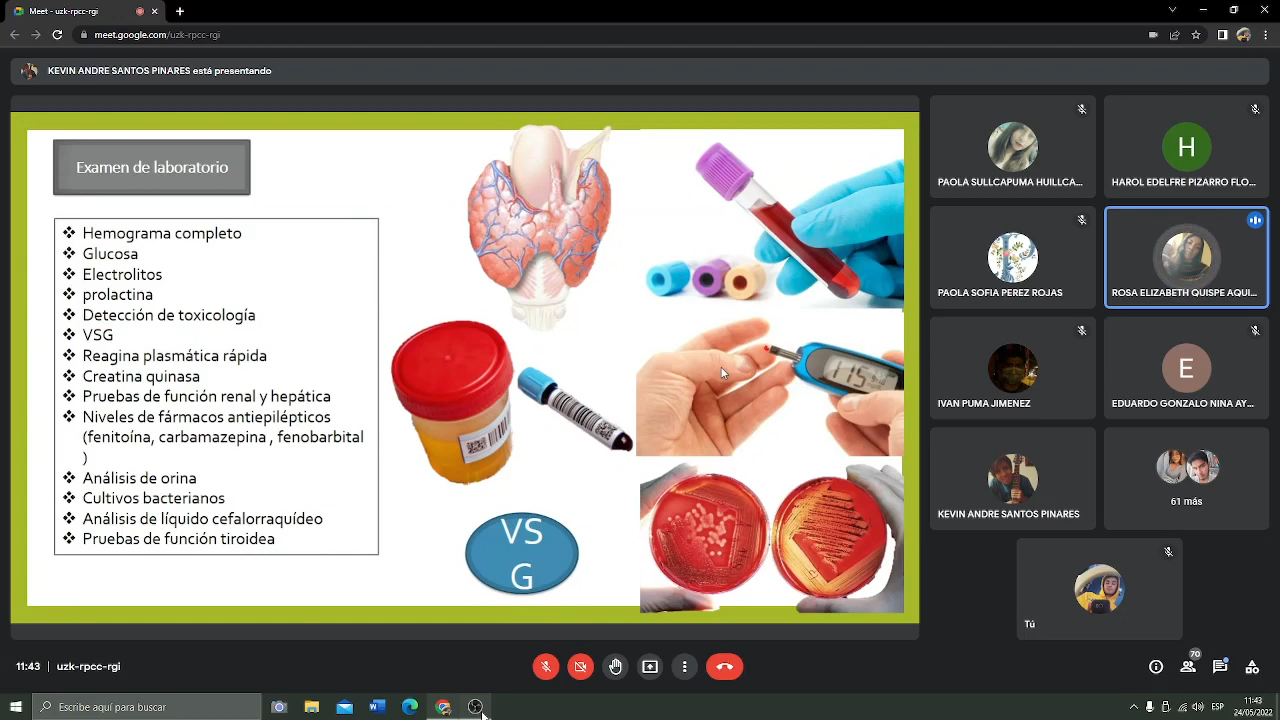 Meet - uzk-rpcc-rgi
meet.google.com/uzk-rpcc-rgi
KEVIN ANDRE SANTOS PINARES está presentando
Examen de laboratorio
Hemograma completo
Glucosa
Electrolitos
prolactina
Detección de toxicología
VSG
Reagina plasmática rápida
Creatina quinasa
Pruebas de función renal y hepática
Niveles de fármacos antiepilépticos
(fenitoína, carbamazepina , fenobarbital
)
Análisis de orina
Cultivos bacterianos
Análisis de líquido cefalorraquídeo
Pruebas de función tiroidea
VS
G
115
PAOLA SULLCAPUMA HUILLCA...
H
HAROL EDELFRE PIZARRO FLO...
PAOLA SOFIA PEREZ ROJAS
ROSA ELIZABETH QUISPE AQUI...
IVAN PUMA JIMENEZ
E
EDUARDO GONZALO NINA AY...
KEVIN ANDRE SANTOS PINARES
61 más
Tú
11:43 | uzk-rpcc-rgi
70
Escribe aquí para buscar
W
ESP
11:43
24/05/2022